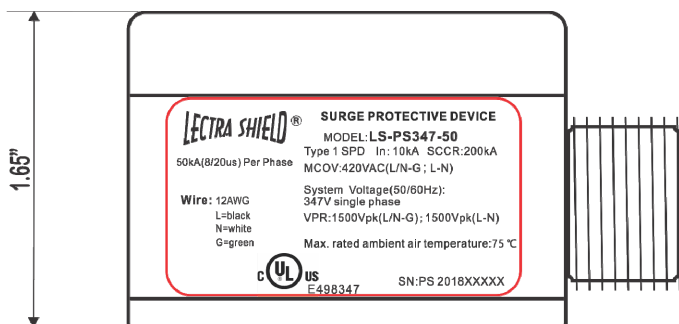 1.65"
LECTRA SHIELD®
50kA(8/20us) Per Phase
Wire: 12AWG
L=black
N=white
G=green
SURGE PROTECTIVE DEVICE
MODEL:LS-PS347-50
Type 1 SPD In: 10kA SCCR:200kA
MCOV:420VAC(L/N-G ; L-N)
System Voltage(50/60Hz):
347V single phase
VPR:1500Vpk(L/N-G); 1500Vpk(L-N)
Max. rated ambient air temperature:75 ℃
C UL US
E498347
SN:PS 2018XXXXX